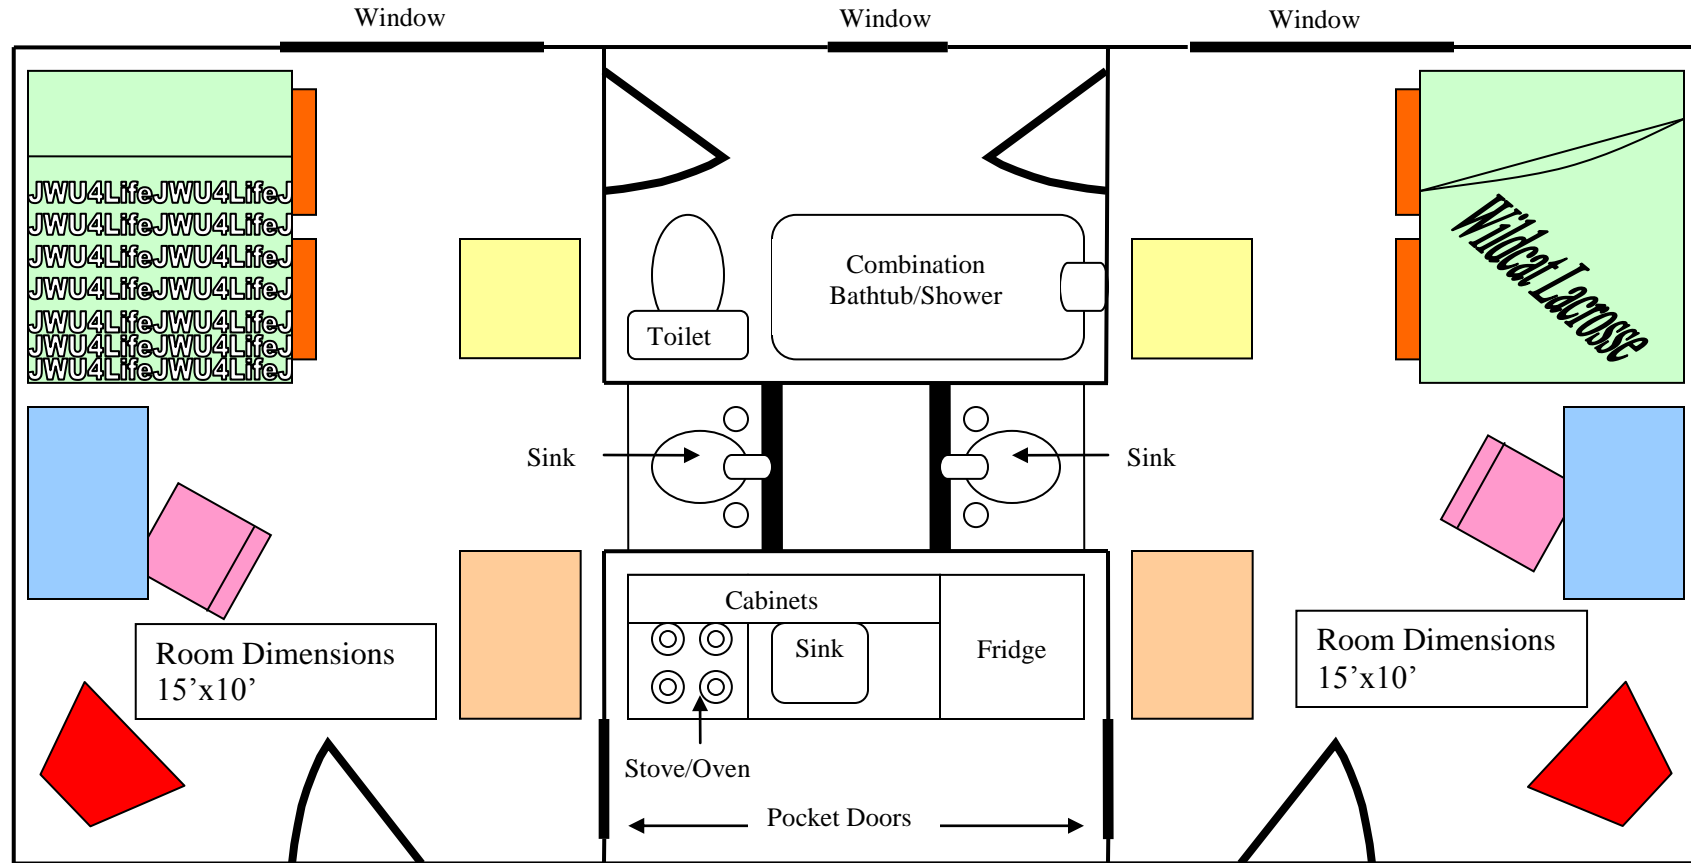 Window
Window
Window
JWU4LifeJWU4LifeJ
JWU4LifeJWU4LifeJ
JWU4LifeJWU4LifeJ
JWU4LifeJWU4LifeJ
JWU4LifeJWU4LifeJ
JWU4LifeJWU4LifeJ
JWU4LifeJWU4LifeJ
Toilet
Combination
Bathtub/Shower
Wildcat Lacrosse
Sink
Sink
Cabinets
Sink
Fridge
Stove/Oven
Pocket Doors
Room Dimensions
15’x10’
Room Dimensions
15’x10’